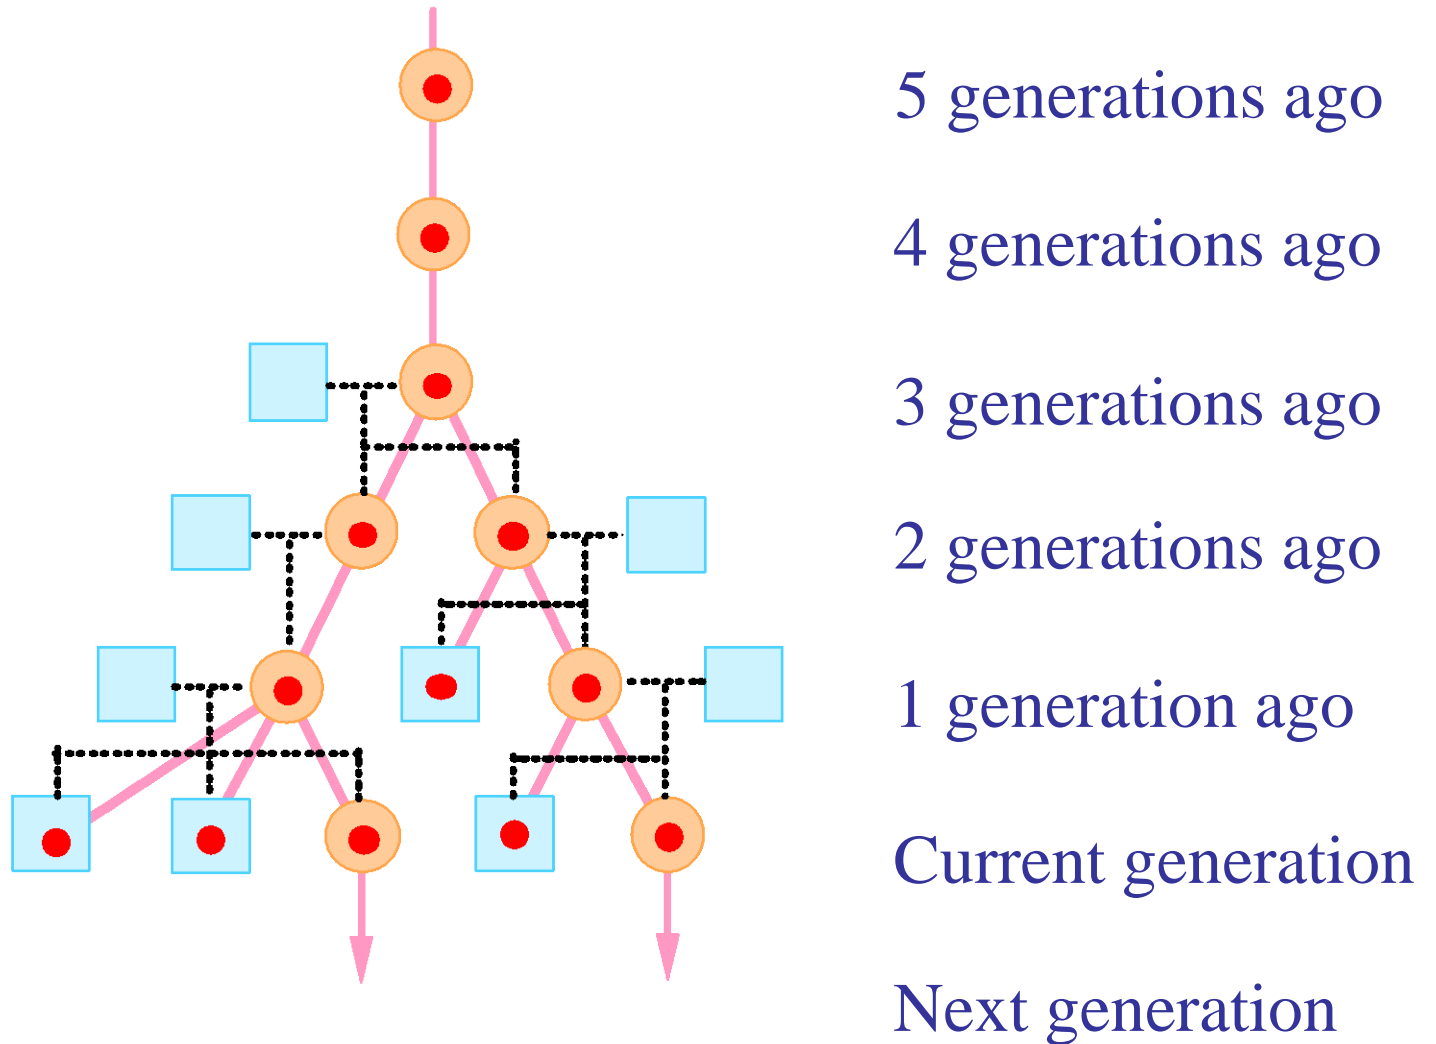 5 generations ago
4 generations ago
3 generations ago
2 generations ago
1 generation ago
Current generation
Next generation